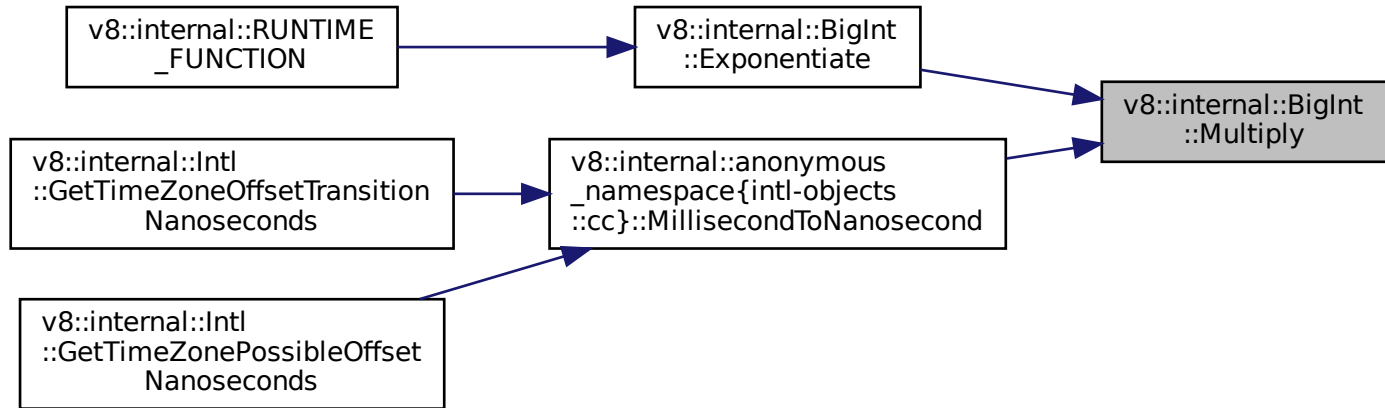 v8::internal::RUNTIME
_FUNCTION
v8::internal::BigInt
::Exponentiate
v8::internal::BigInt
::Multiply
v8::internal::Intl
::GetTimeZoneOffsetTransition
Nanoseconds
v8::internal::anonymous
_namespace{intl-objects
::cc}::MillisecondToNanosecond
v8::internal::Intl
::GetTimeZonePossibleOffset
Nanoseconds